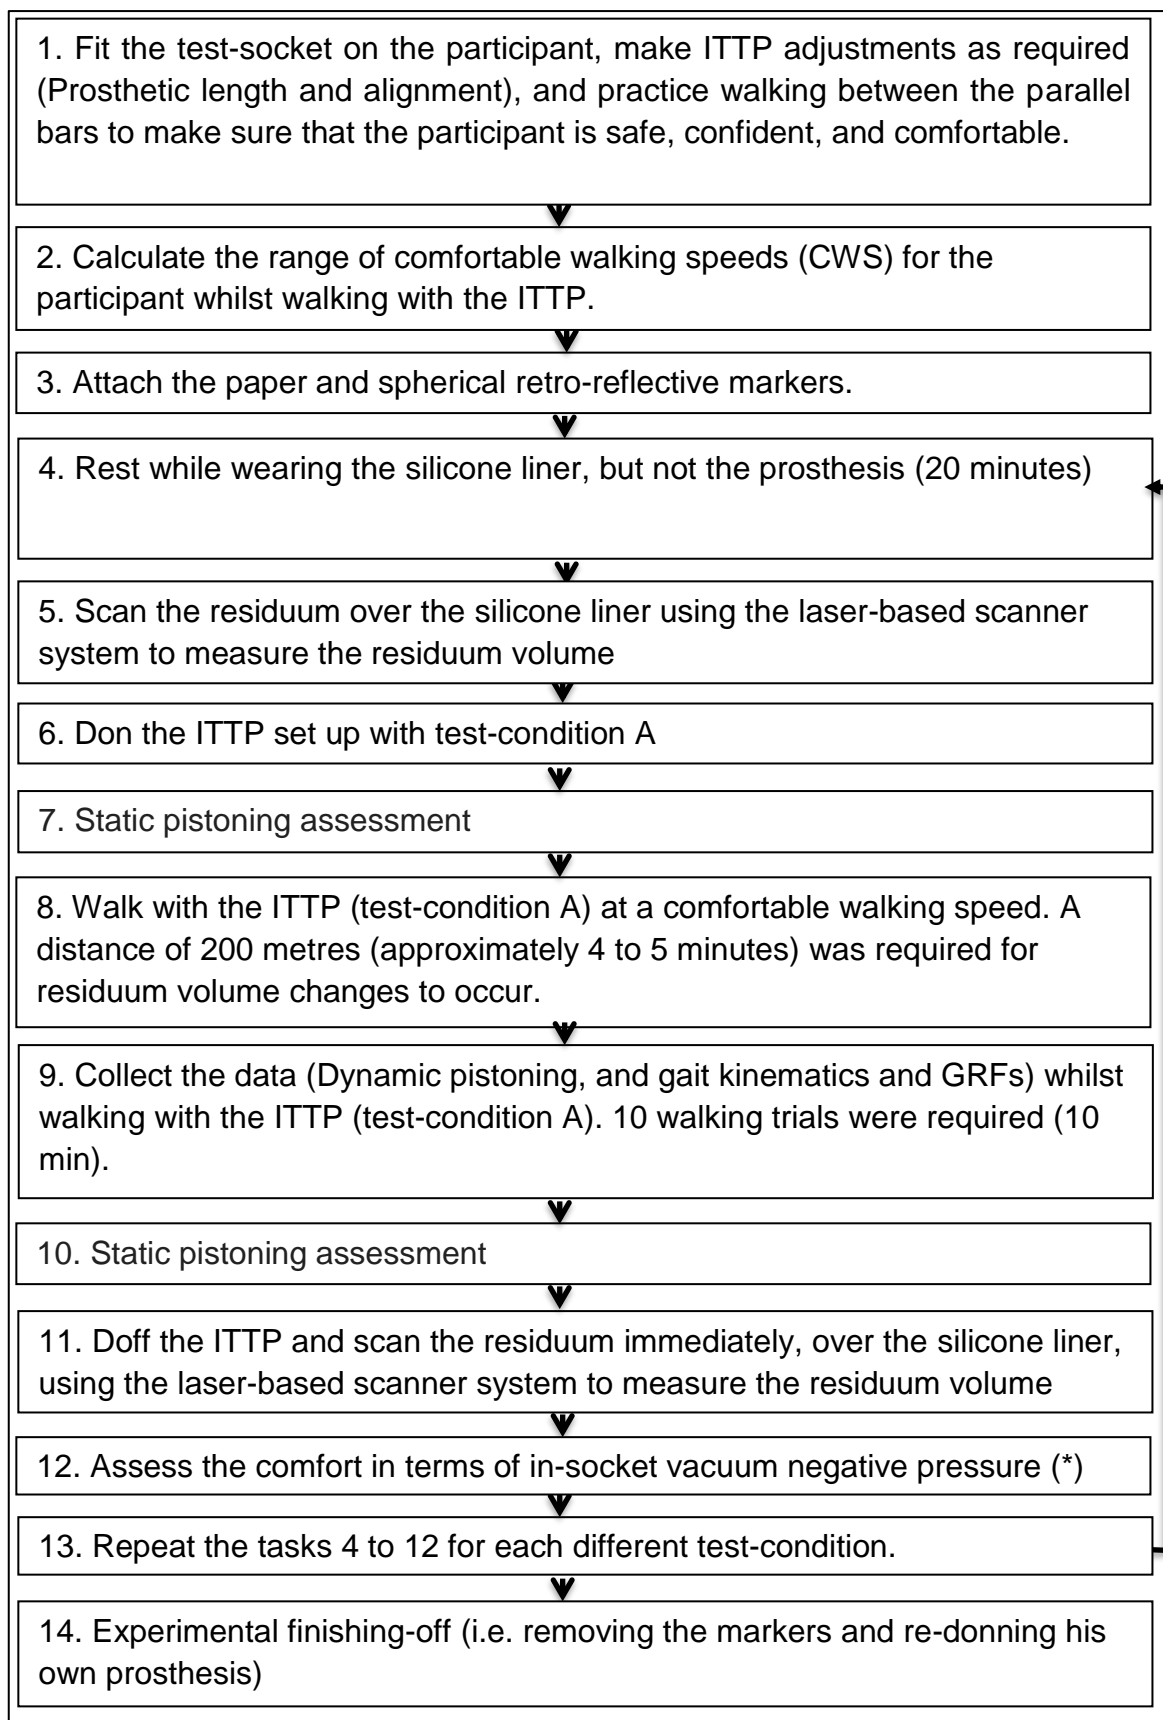 1. Fit the test-socket on the participant, make ITTP adjustments as required
(Prosthetic length and alignment), and practice walking between the parallel
bars to make sure that the participant is safe, confident, and comfortable.
2. Calculate the range of comfortable walking speeds (CWS) for the
participant whilst walking with the ITTP.
3. Attach the paper and spherical retro-reflective markers.
4. Rest while wearing the silicone liner, but not the prosthesis (20 minutes)
5. Scan the residuum over the silicone liner using the laser-based scanner
system to measure the residuum volume
6. Don the ITTP set up with test-condition A
7. Static pistoning assessment
8. Walk with the ITTP (test-condition A) at a comfortable walking speed. A
distance of 200 metres (approximately 4 to 5 minutes) was required for
residuum volume changes to occur.
9. Collect the data (Dynamic pistoning, and gait kinematics and GRFs) whilst
walking with the ITTP (test-condition A). 10 walking trials were required (10
min).
10. Static pistoning assessment
11. Doff the ITTP and scan the residuum immediately, over the silicone liner,
using the laser-based scanner system to measure the residuum volume
12. Assess the comfort in terms of in-socket vacuum negative pressure (*)
13. Repeat the tasks 4 to 12 for each different test-condition.
14. Experimental finishing-off (i.e. removing the markers and re-donning his
own prosthesis)